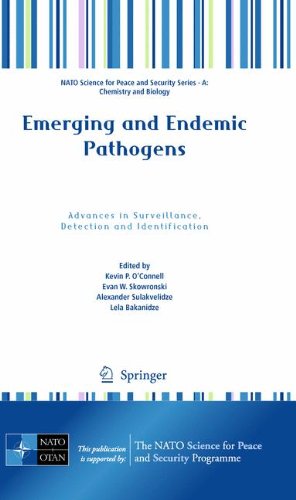 NATO Science for Peace and Security Series - A:
Chemistry and Biology
Emerging and Endemic
Pathogens
Advances in Surveillance,
Detection and Identification
Edited by
Kevin P. O'Connell
Evan W. Skowronski
Alexander Sulakvelidze
Lela Bakanidze
Springer
NATO
OTAN
This publication
is supported by:
The NATO Science for Peace
and Security Programme